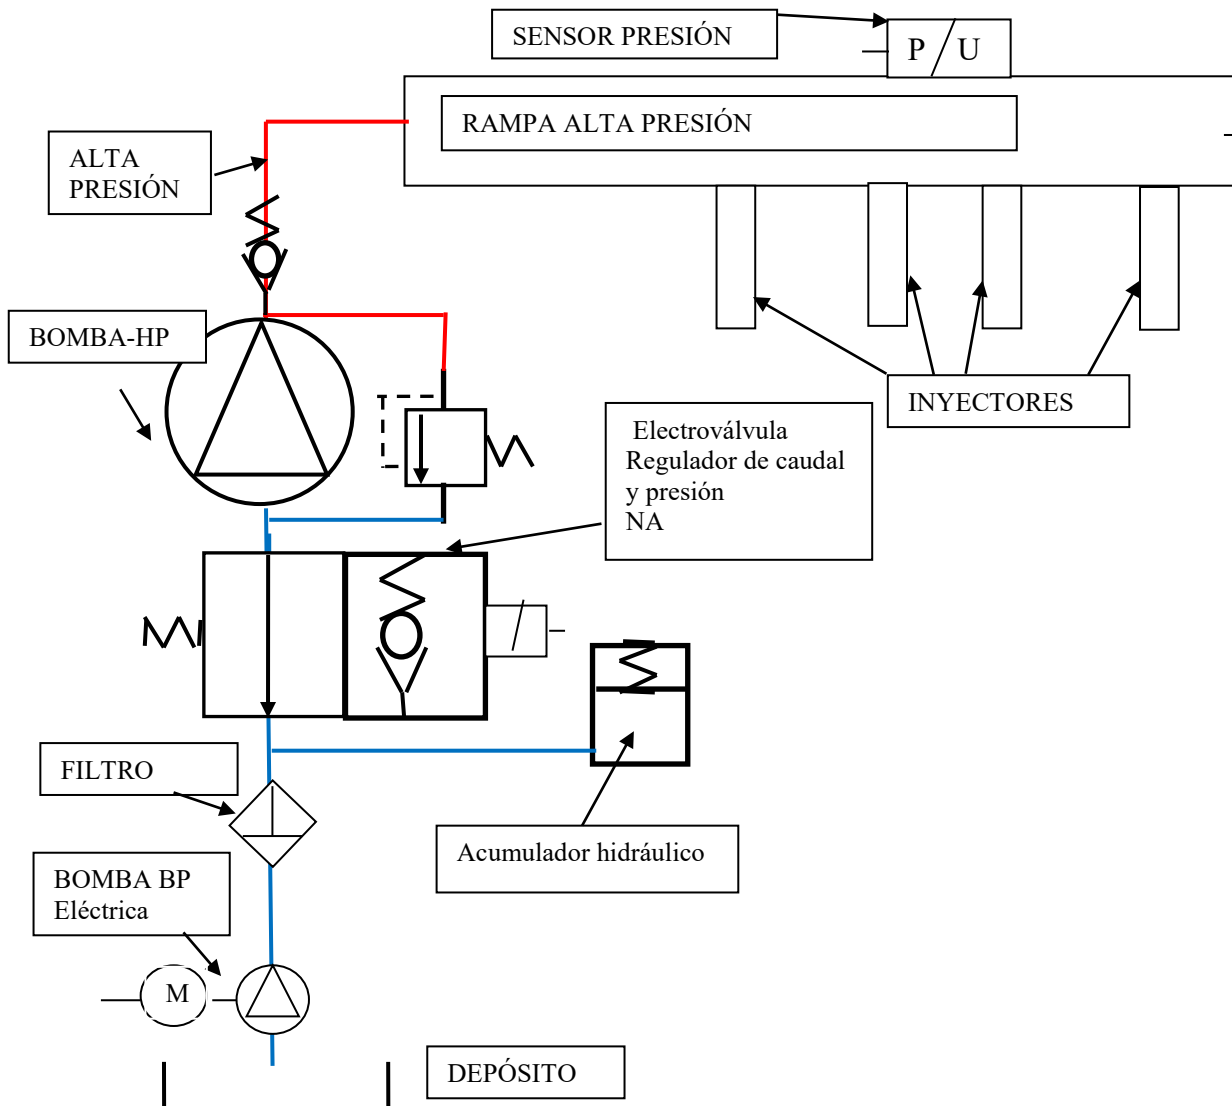 SENSOR PRESIÓN
P / U
RAMPA ALTA PRESIÓN
ALTA
PRESIÓN
BOMBA-HP
INYECTORES
Electroválvula
Regulador de caudal
y presión
NA
FILTRO
Acumulador hidráulico
BOMBA BP
Eléctrica
M
DEPÓSITO